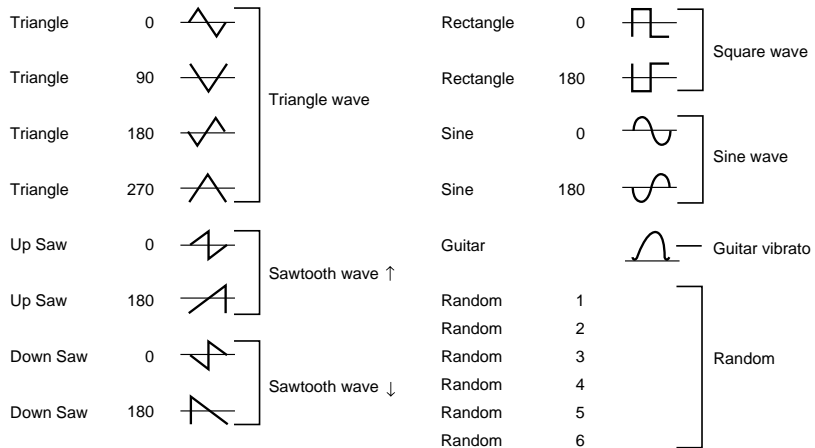 Triangle 0
Triangle 90
Triangle wave
Triangle 180
Triangle 270
Up Saw 0
Sawtooth wave ↑
Up Saw 180
Down Saw 0
Sawtooth wave ↓
Down Saw 180
Rectangle 0
Square wave
Rectangle 180
Sine 0
Sine wave
Sine 180
Guitar Guitar vibrato
Random 1
Random 2
Random 3
Random
Random 4
Random 5
Random 6